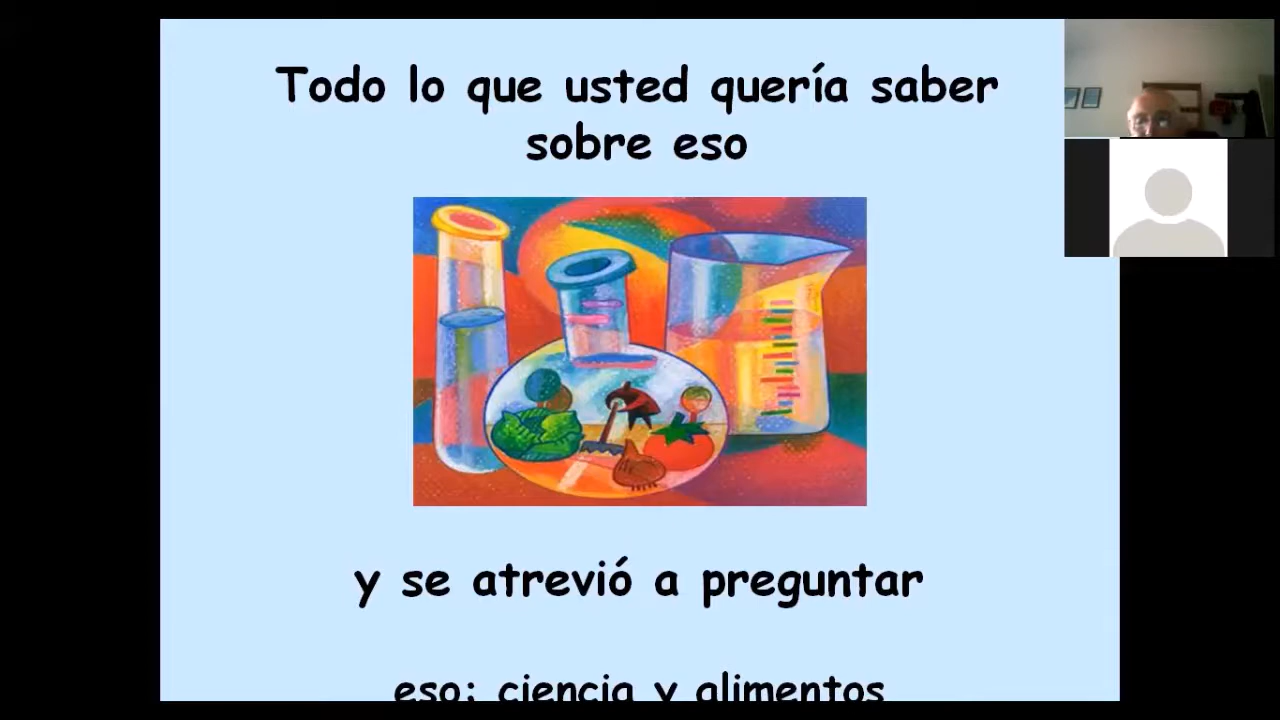 Todo lo que usted quería saber
sobre eso
y se atrevió a preguntar
eso: ciencia y alimentos